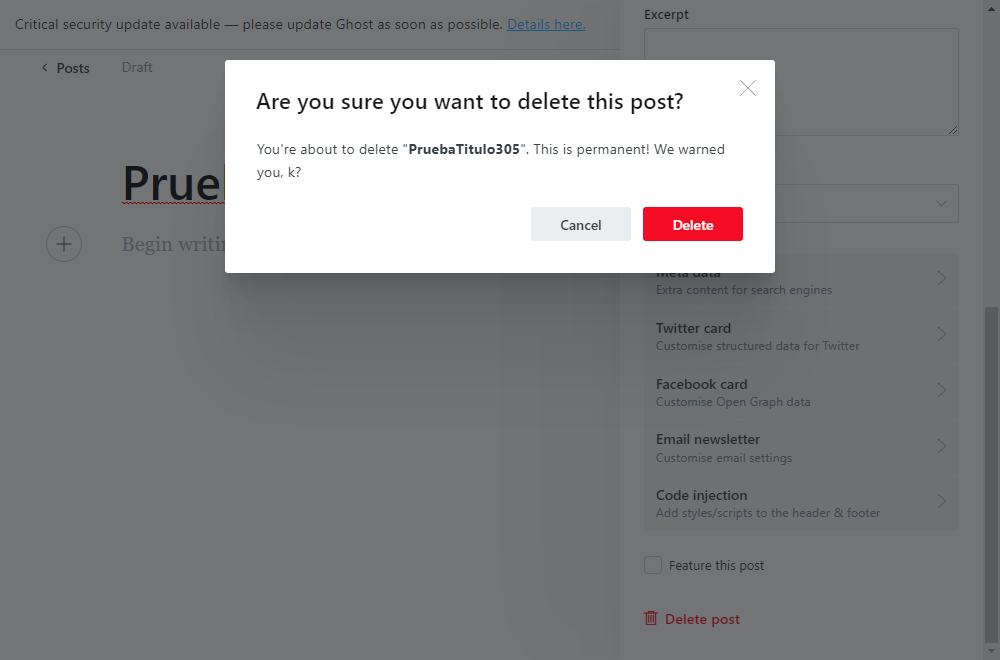 Critical security update available — please update Ghost as soon as possible. Details here.
Posts
Draft
Excerpt
Are you sure you want to delete this post?
You're about to delete "PruebaTitulo305". This is permanent! We warned
you, k?
Cancel
Delete
Prue
Begin writin
Meta data
Extra content for search engines
Twitter card
Customise structured data for Twitter
Facebook card
Customise Open Graph data
Email newsletter
Customise email settings
Code injection
Add styles/scripts to the header & footer
Feature this post
Delete post